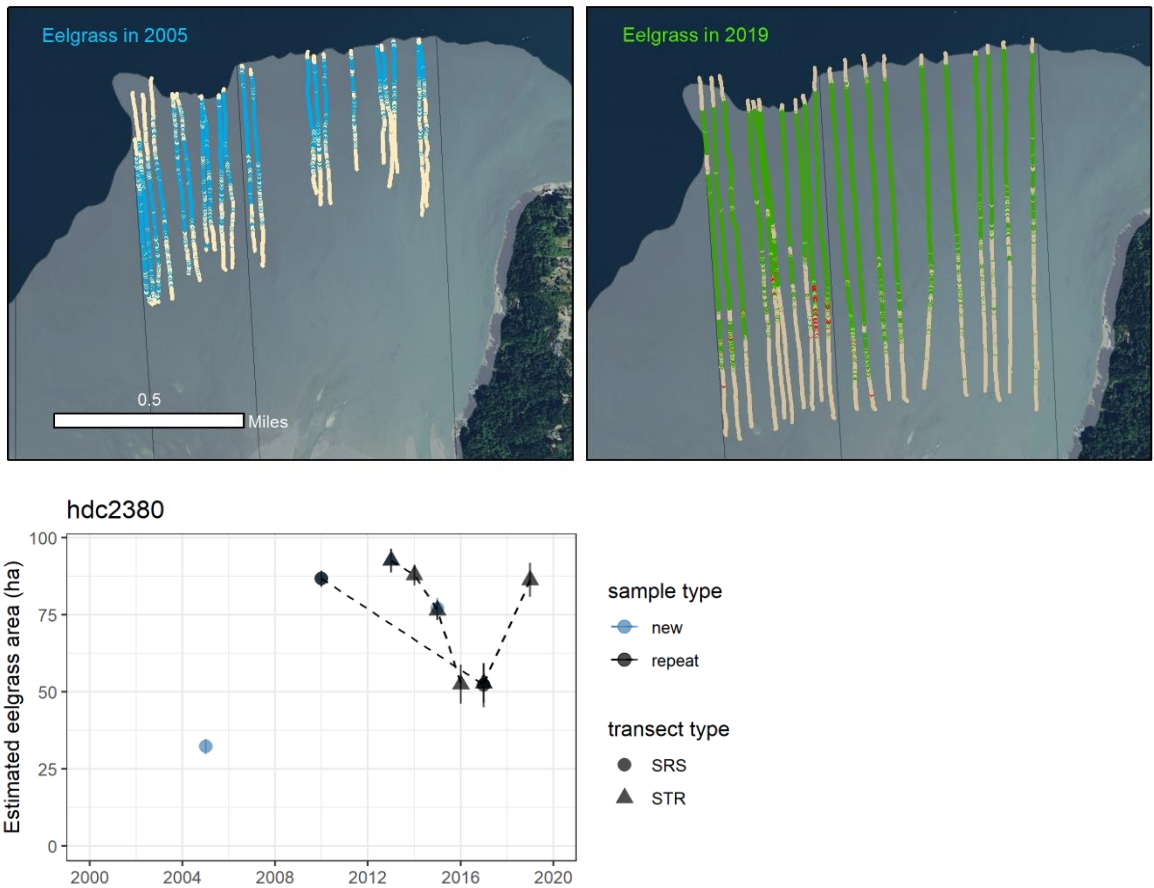 Eelgrass in 2005
Eelgrass in 2019
0.5
Miles
hdc2380
Estimated eelgrass area (ha)
100
75
50
25
0
2000
2004
2008
2012
2016
2020
sample type
new
repeat
transect type
SRS
STR